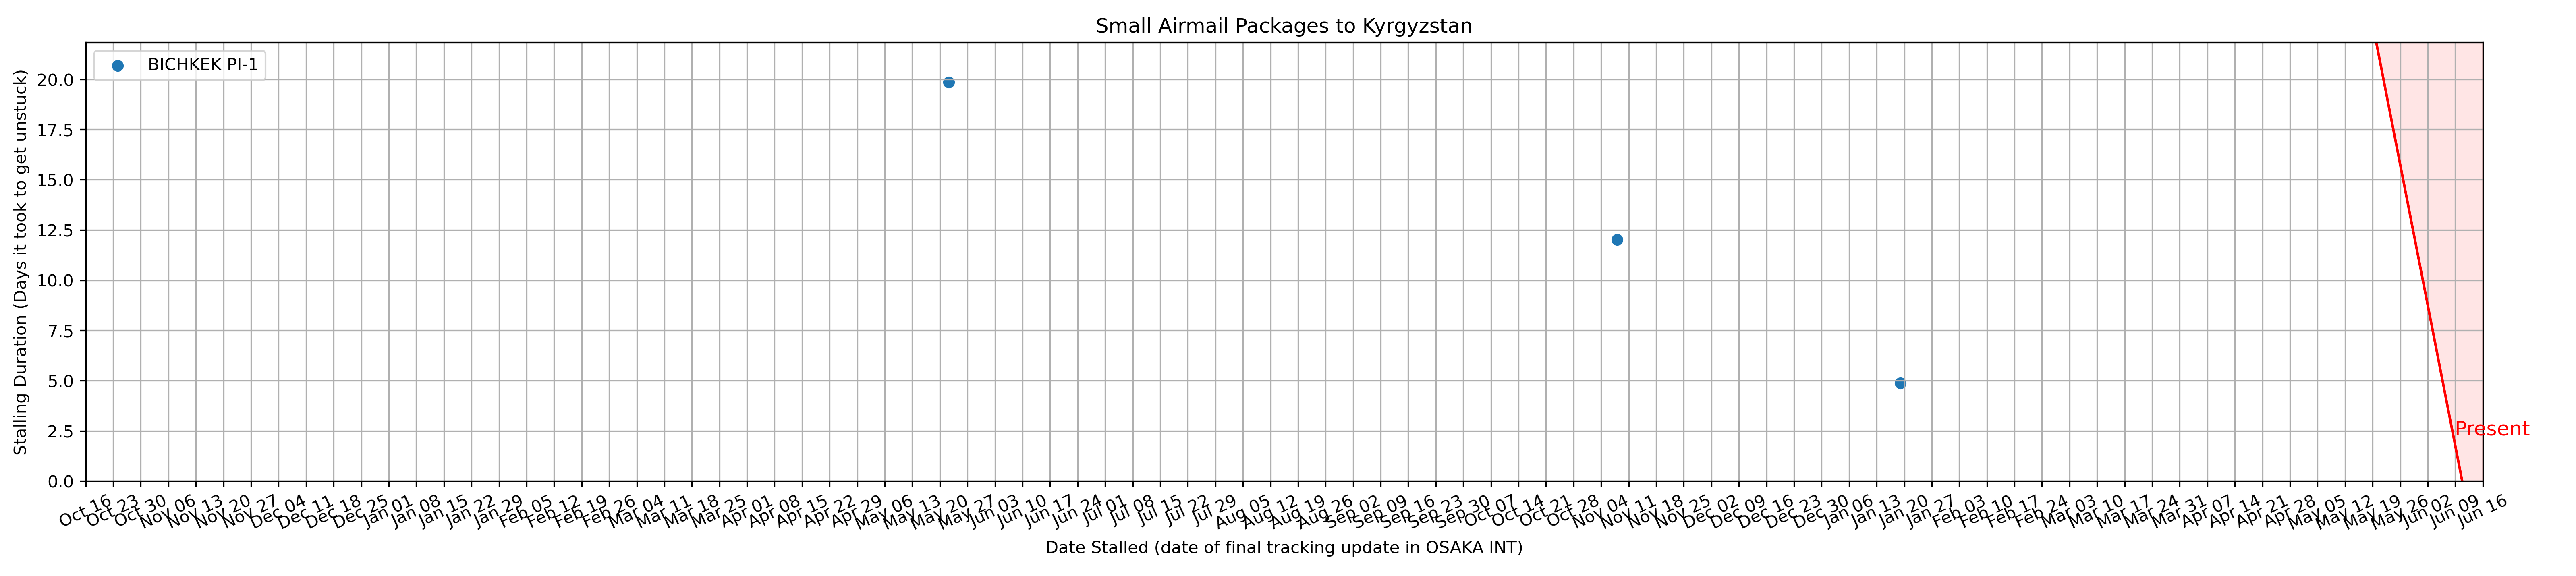 Small Airmail Packages to Kyrgyzstan
BICHKEK PI-1
Stalling Duration (Days it took to get unstuck)
20.0
17.5
15.0
12.5
10.0
7.5
5.0
2.5
0.0
Present
Oct 16 Oct 23 Oct 30 Nov 06 Nov 13 Nov 20 Nov 27 Dec 04 Dec 11 Dec 18 Dec 25 Jan 01 Jan 08 Jan 15 Jan 22 Jan 29 Feb 05 Feb 12 Feb 19 Feb 26 Mar 04 Mar 11 Mar 18 Mar 25 Apr 01 Apr 08 Apr 15 Apr 22 Apr 29 May 06 May 13 May 20 May 27 Jun 03 Jun 10 Jun 17 Jun 24 Jul 01 Jul 08 Jul 15 Jul 22 Jul 29 Aug 05 Aug 12 Aug 19 Aug 26 Sep 02 Sep 09 Sep 16 Sep 23 Sep 30 Oct 07 Oct 14 Oct 21 Oct 28 Nov 04 Nov 11 Nov 18 Nov 25 Dec 02 Dec 09 Dec 16 Dec 23 Dec 30 Jan 06 Jan 13 Jan 20 Jan 27 Feb 03 Feb 10 Feb 17 Feb 24 Mar 03 Mar 10 Mar 17 Mar 24 Mar 31 Apr 07 Apr 14 Apr 21 Apr 28 May 05 May 12 May 19 May 26 Jun 02 Jun 09 Jun 16
Date Stalled (date of final tracking update in OSAKA INT)